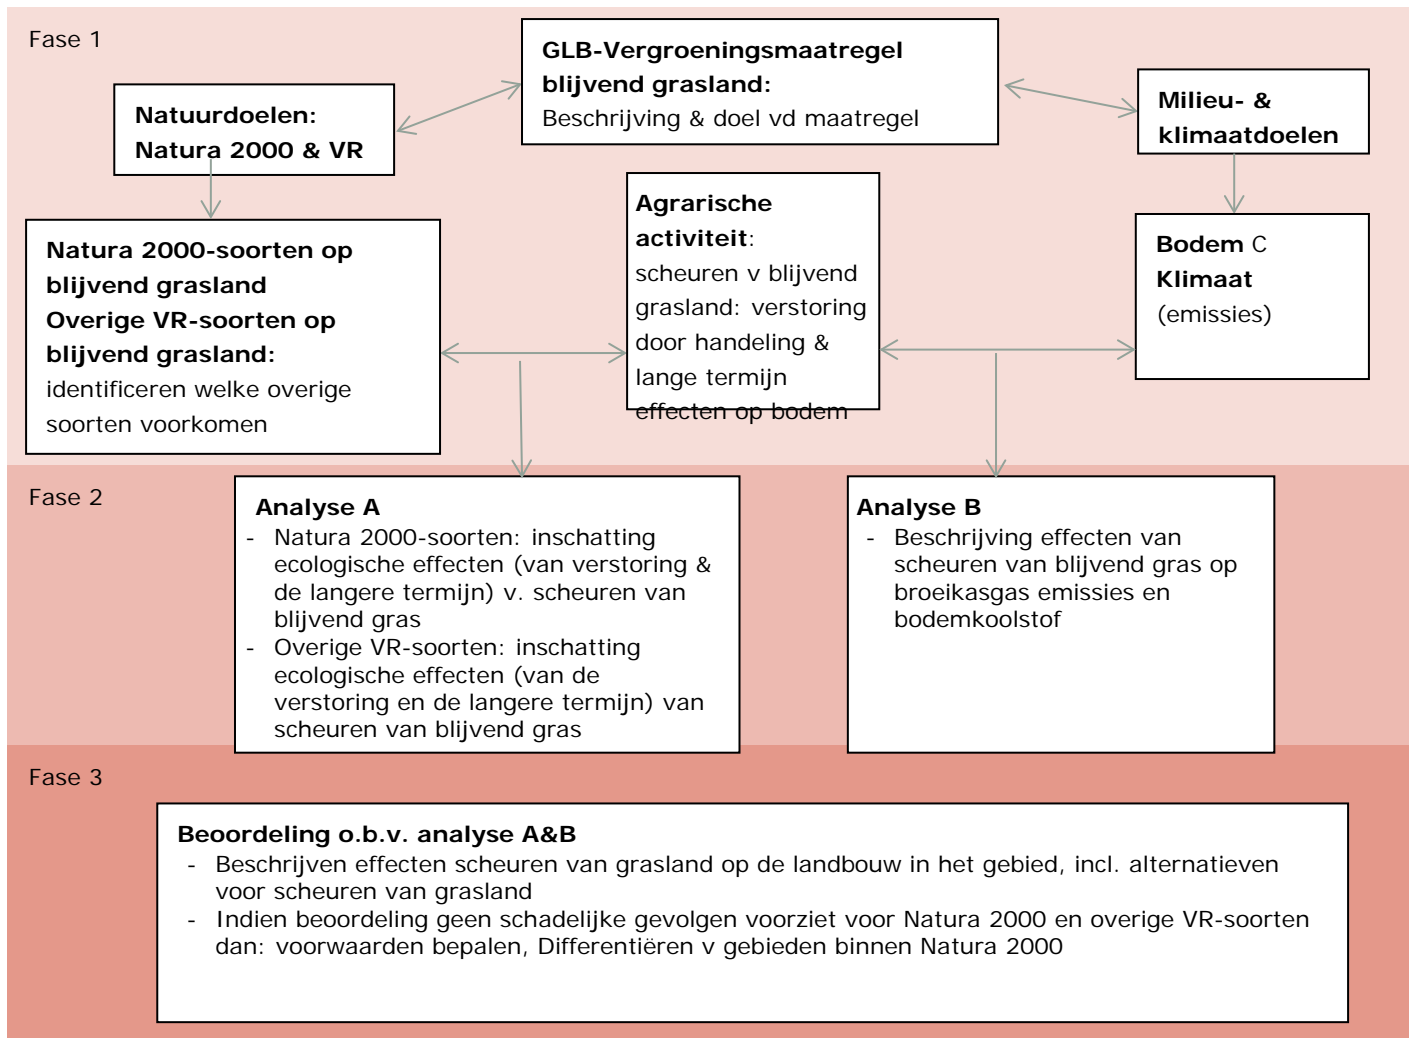 Fase 1
GLB-Vergroeningsmaatregel
blijvend grasland:
Beschrijving & doel vd maatregel
Natuurdoelen:
Natura 2000 & VR
Milieu- &
klimaatdoelen
Natura 2000-soorten op
blijvend grasland
Overige VR-soorten op
blijvend grasland:
identificeren welke overige
soorten voorkomen
Agrarische
activiteit:
scheuren v blijvend
grasland: verstoring
door handeling &
lange termijn
effecten op bodem
Bodem C
Klimaat
(emissies)
Fase 2
Analyse A
- Natura 2000-soorten: inschatting
ecologische effecten (van verstoring &
de langere termijn) v. scheuren van
blijvend gras
- Overige VR-soorten: inschatting
ecologische effecten (van de
verstoring en de langere termijn) van
scheuren van blijvend gras
Analyse B
- Beschrijving effecten van
scheuren van blijvend gras op
broeikasgas emissies en
bodemkoolstof
Fase 3
Beoordeling o.b.v. analyse A&B
- Beschrijven effecten scheuren van grasland op de landbouw in het gebied, incl. alternatieven
voor scheuren van grasland
- Indien beoordeling geen schadelijke gevolgen voorziet voor Natura 2000 en overige VR-soorten
dan: voorwaarden bepalen, Differentiëren v gebieden binnen Natura 2000